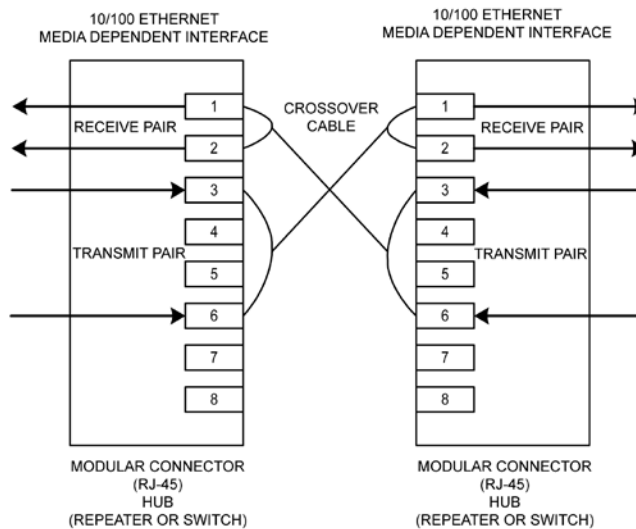 10/100 ETHERNET
MEDIA DEPENDENT INTERFACE
10/100 ETHERNET
MEDIA DEPENDENT INTERFACE
1
RECEIVE PAIR
2
3
4
TRANSMIT PAIR
5
6
7
8
CROSSOVER
CABLE
1
RECEIVE PAIR
2
3
4
TRANSMIT PAIR
5
6
7
8
MODULAR CONNECTOR
(RJ-45)
HUB
(REPEATER OR SWITCH)
MODULAR CONNECTOR
(RJ-45)
HUB
(REPEATER OR SWITCH)